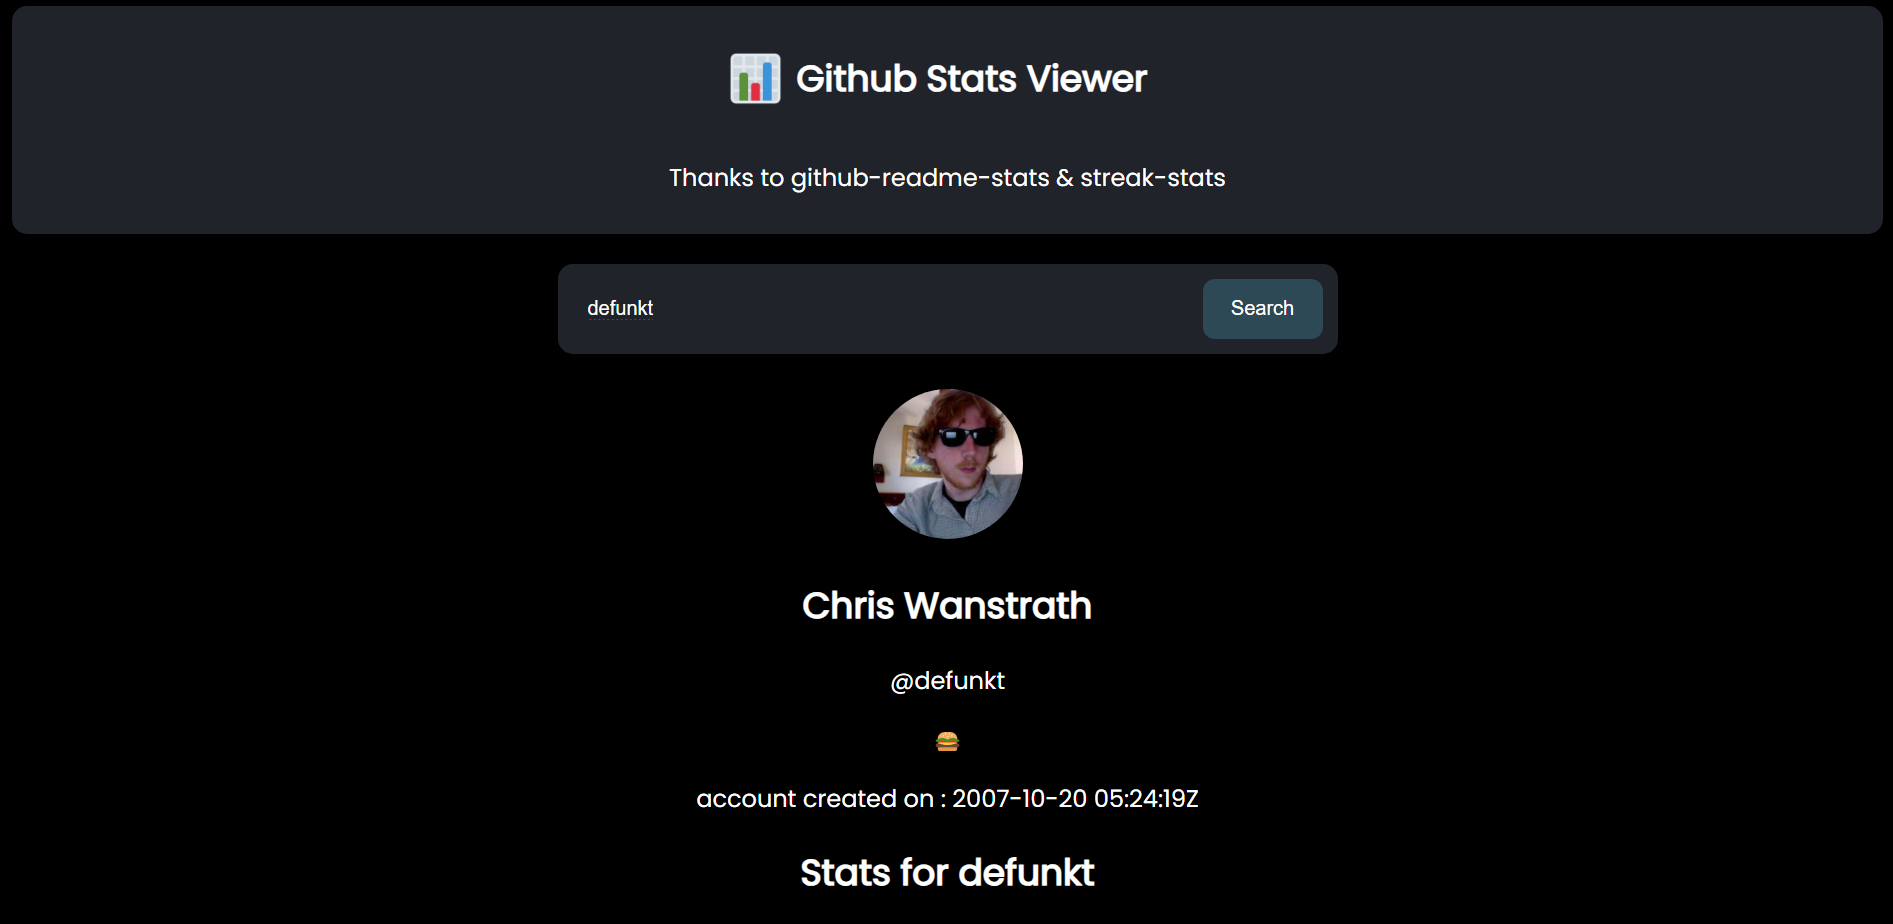 📊 Github Stats Viewer
Thanks to github-readme-stats & streak-stats
defunkt
Search
Chris Wanstrath
@defunkt
🍔
account created on : 2007-10-20 05:24:19Z
Stats for defunkt